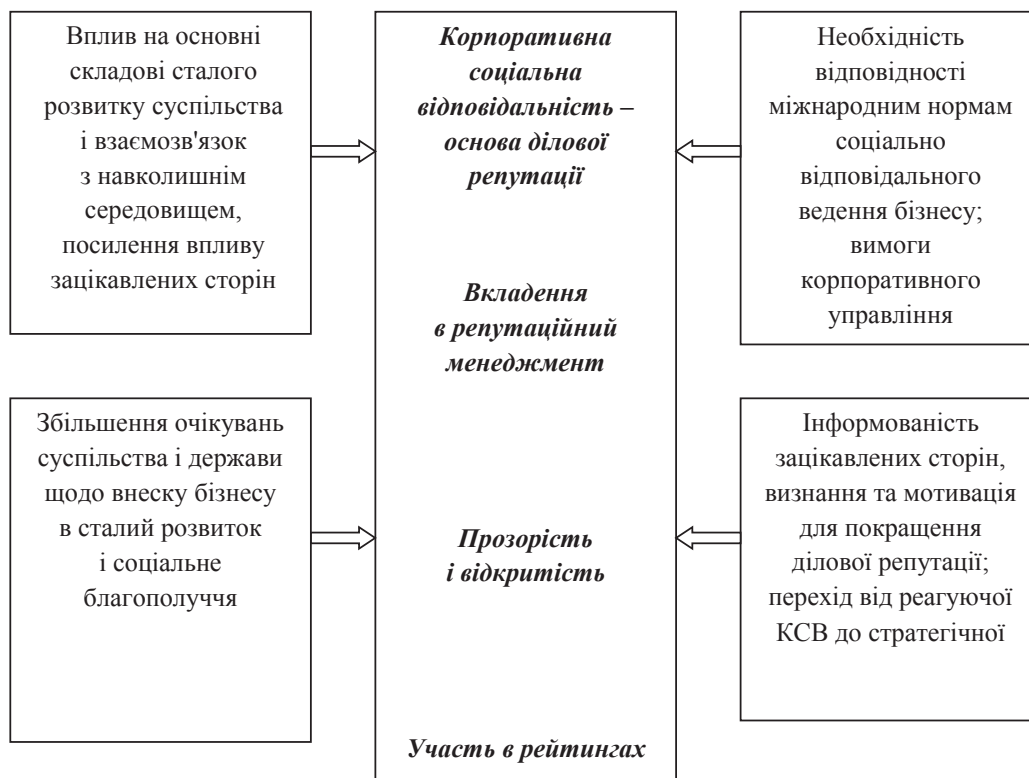 Вплив на основні
складові сталого
розвитку суспільства
і взаємозв'язок
з навколишнім
середовищем,
посилення впливу
зацікавлених сторін
Збільшення очікувань
суспільства і держави
щодо внеску бізнесу
в сталий розвиток
і соціальне
благополуччя
Корпоративна
соціальна
відповідальність –
основа ділової
репутації
Вкладення
в репутаційний
менеджмент
Прозорість
і відкритість
Участь в рейтингах
Необхідність
відповідності
міжнародним нормам
соціально
відповідального
ведення бізнесу;
вимоги
корпоративного
управління
Інформованість
зацікавлених сторін,
визнання та мотивація
для покращення
ділової репутації;
перехід від реагуючої
КСВ до стратегічної